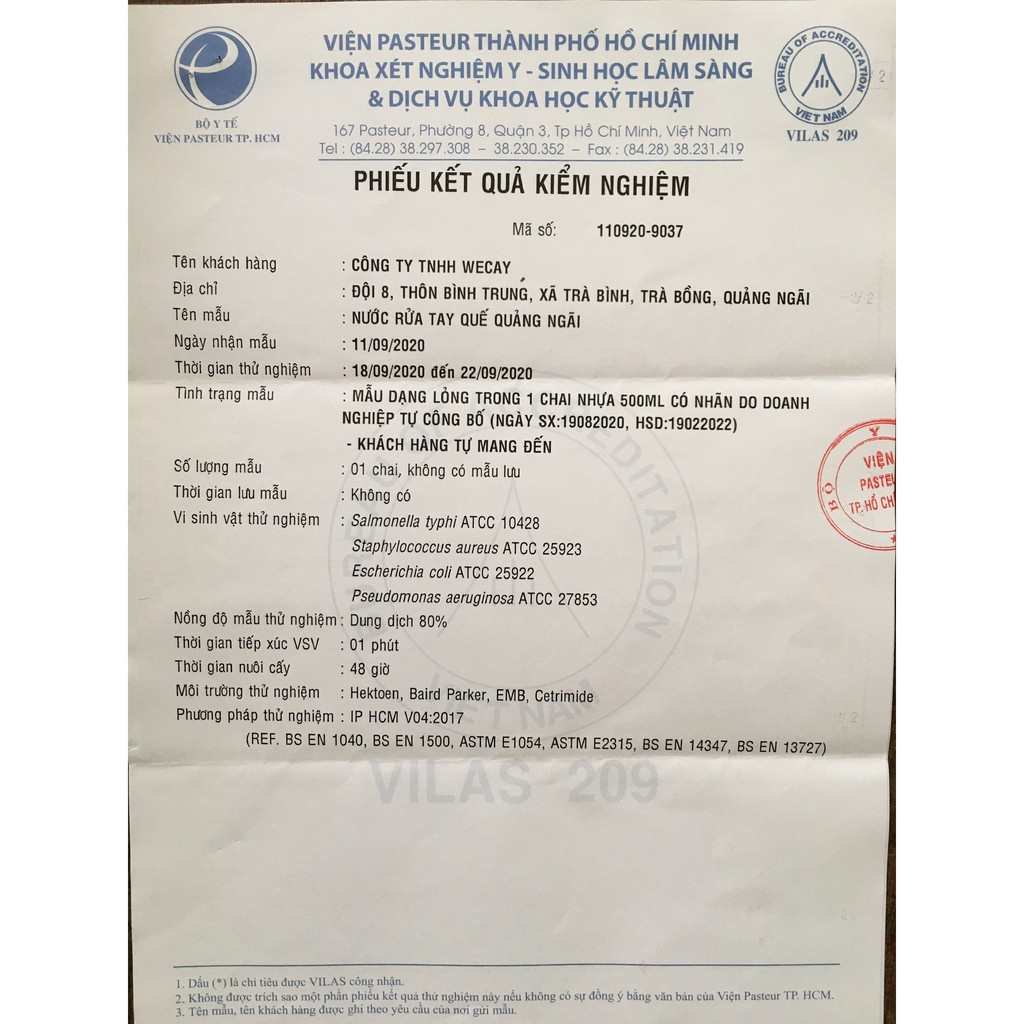 VIỆN PASTEUR THÀNH PHỐ HỒ CHÍ MINH
KHOA XÉT NGHIỆM Y - SINH HỌC LÂM SÀNG
& DỊCH VỤ KHOA HỌC KỸ THUẬT
167 Pasteur, Phường 8, Quận 3, Tp Hồ Chí Minh, Việt Nam
Tel : (84.28) 38.297.308 – 38.230.352 – Fax : (84.28) 38.231.419
BỘ Y TẾ
VIỆN PASTEUR TP. HCM
BUREAU OF ACCREDITATION
VIET NAM
VILAS 209
PHIẾU KẾT QUẢ KIỂM NGHIỆM
Mã số: 110920-9037
Tên khách hàng : CÔNG TY TNHH WECAY
Địa chỉ : ĐỘI 8, THÔN BÌNH TRUNG, XÃ TRÀ BÌNH, TRÀ BỒNG, QUẢNG NGÃI
Tên mẫu : NƯỚC RỬA TAY QUẾ QUẢNG NGÃI
Ngày nhận mẫu : 11/09/2020
Thời gian thử nghiệm : 18/09/2020 đến 22/09/2020
Tình trạng mẫu : MẪU DẠNG LỎNG TRONG 1 CHAI NHỰA 500ML CÓ NHÃN DO DOANH
NGHIỆP TỰ CÔNG BỐ (NGÀY SX:19082020, HSD:19022022)
- KHÁCH HÀNG TỰ MANG ĐẾN
Số lượng mẫu : 01 chai, không có mẫu lưu
Thời gian lưu mẫu : Không có
Vi sinh vật thử nghiệm : Salmonella typhi ATCC 10428
Staphylococcus aureus ATCC 25923
Escherichia coli ATCC 25922
Pseudomonas aeruginosa ATCC 27853
Nồng độ mẫu thử nghiệm : Dung dịch 80%
Thời gian tiếp xúc VSV : 01 phút
Thời gian nuôi cấy : 48 giờ
Môi trường thử nghiệm : Hektoen, Baird Parker, EMB, Cetrimide
Phương pháp thử nghiệm : IP HCM V04:2017
(REF. BS EN 1040, BS EN 1500, ASTM E1054, ASTM E2315, BS EN 14347, BS EN 13727)
BỘ Y
VIỆN
PASTEU
TP.HỒ CH
BUREAU OF ACCREDITATION
VIET NAM
VILAS 209
1. Dấu (*) là chỉ tiêu được VILAS công nhận.
2. Không được trích sao một phần phiếu kết quả thử nghiệm này nếu không có sự đồng ý bằng văn bản của Viện Pasteur TP. HCM.
3. Tên mẫu, tên khách hàng được ghi theo yêu cầu của nơi gửi mẫu.